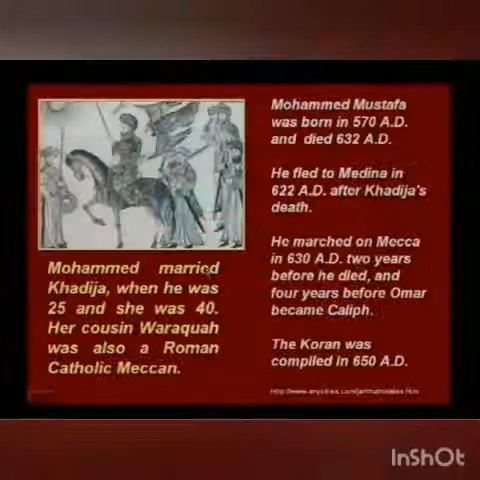 Mohammed married
Khadija, when he was
25 and she was 40.
Her cousin Waraquah
was also a Roman
Catholic Meccan.
Mohammed Mustafa
was born in 570 A.D.
and died 632 A.D.
He fled to Medina in
622 A.D. after Khadija's
death.
He marched on Mecca
in 630 A.D. two years
before he died, and
four years before Omar
became Caliph.
The Koran was
compiled in 650 A.D.
InShOt